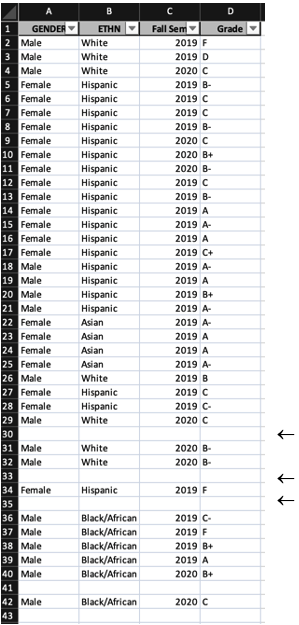 A B C D
1 GENDER ETHN Fall Sem Grade
2 Male White 2019 F
3 Male White 2019 D
4 Male White 2020 C
5 Female Hispanic 2019 B-
6 Female Hispanic 2019 C
7 Female Hispanic 2019 C
8 Female Hispanic 2019 B-
9 Female Hispanic 2020 C
10 Female Hispanic 2020 B+
11 Female Hispanic 2020 B-
12 Female Hispanic 2019 C
13 Female Hispanic 2019 B-
14 Female Hispanic 2019 A
15 Female Hispanic 2019 A-
16 Female Hispanic 2019 A
17 Female Hispanic 2019 C+
18 Male Hispanic 2019 A-
19 Male Hispanic 2019 A
20 Male Hispanic 2019 B+
21 Male Hispanic 2019 A-
22 Female Asian 2019 A-
23 Female Asian 2019 A
24 Female Asian 2019 A
25 Female Asian 2019 A-
26 Male White 2019 B
27 Female Hispanic 2019 C
28 Female Hispanic 2019 C-
29 Male White 2020 C
30 ←
31 Male White 2020 B-
32 Male White 2020 B-
33 ←
34 Female Hispanic 2019 F
35 ←
36 Male Black/African 2019 C-
37 Male Black/African 2019 F
38 Male Black/African 2019 B+
39 Male Black/African 2019 A
40 Male Black/African 2020 B+
41
42 Male Black/African 2020 C
43